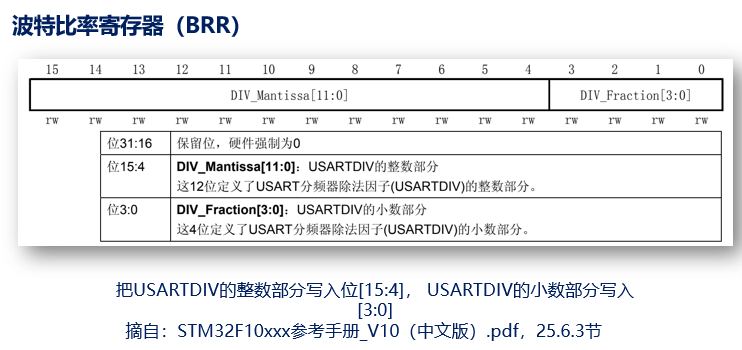 波特比率寄存器（BRR）
15 14 13 12 11 10 9 8 7 6 5 4 3 2 1 0
DIV_Mantissa[11:0] DIV_Fraction[3:0]
rw rw rw rw rw rw rw rw rw rw rw rw rw rw rw rw
位31:16 保留位，硬件强制为0
位15:4 DIV_Mantissa[11:0]：USARTDIV的整数部分
这12位定义了USART分频器除法因子(USARTDIV)的整数部分。
位3:0 DIV_Fraction[3:0]：USARTDIV的小数部分
这4位定义了USART分频器除法因子(USARTDIV)的小数部分。
把USARTDIV的整数部分写入位[15:4]， USARTDIV的小数部分写入
[3:0]
摘自：STM32F10xxx参考手册_V10（中文版）.pdf，25.6.3节